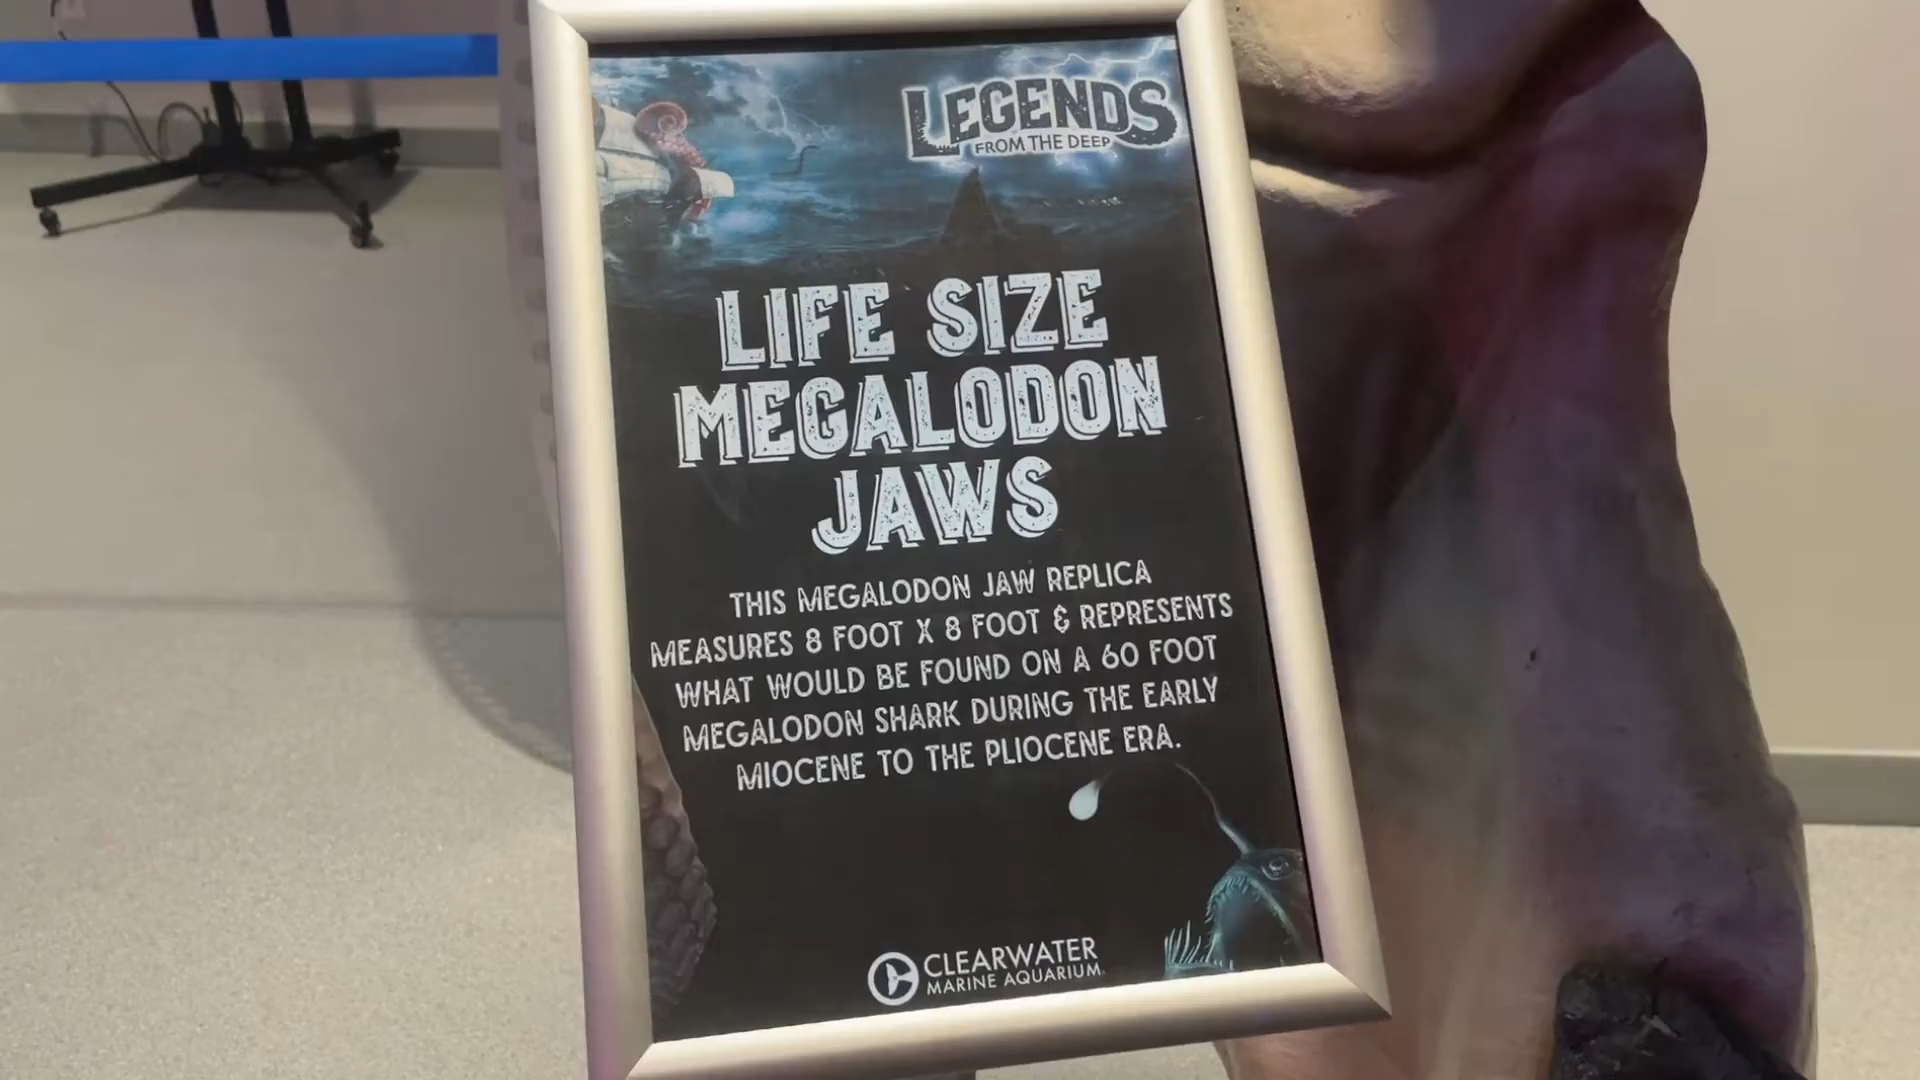 LEGENDS
FROM THE DEEP
LIFE SIZE
MEGALODON
JAWS
THIS MEGALODON JAW REPLICA
MEASURES 8 FOOT X 8 FOOT & REPRESENTS
WHAT WOULD BE FOUND ON A 60 FOOT
MEGALODON SHARK DURING THE EARLY
MIOCENE TO THE PLIOCENE ERA.
CLEARWATER
MARINE AQUARIUM